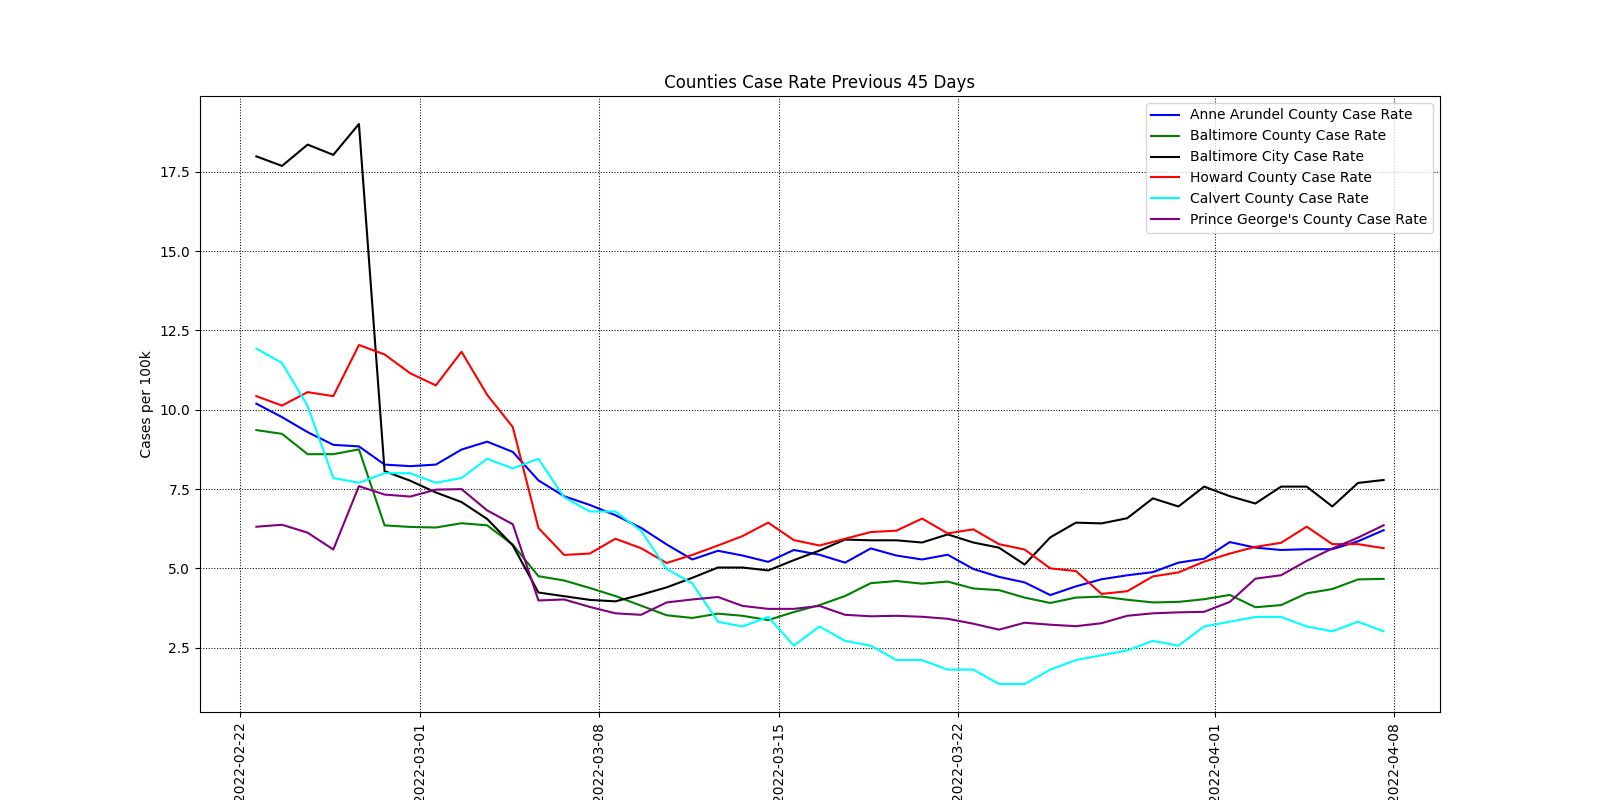 Counties Case Rate Previous 45 Days
Anne Arundel County Case Rate
Baltimore County Case Rate
Baltimore City Case Rate
Howard County Case Rate
Calvert County Case Rate
Prince George's County Case Rate
Cases per 100k
17.5
15.0
12.5
10.0
7.5
5.0
2.5
2022-02-22
2022-03-01
2022-03-08
2022-03-15
2022-03-22
2022-04-01
2022-04-08